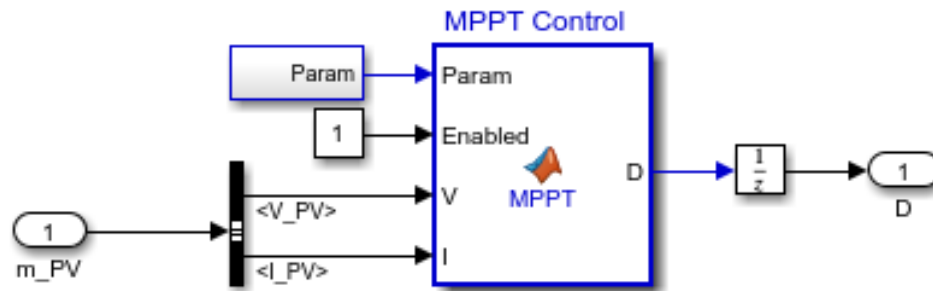 MPPT Control
Param
Param
1
Enabled
MPPT
V
<V_PV>
D
1
z
1
D
1
m_PV
I
<I_PV>